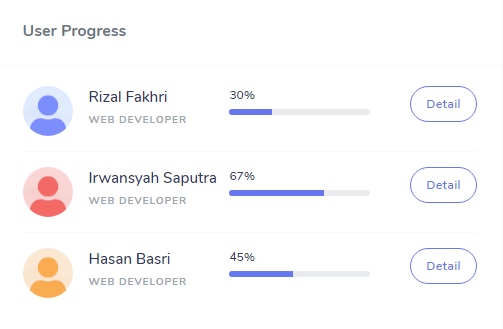 User Progress
Rizal Fakhri
WEB DEVELOPER
30%
Detail
Irwansyah Saputra
WEB DEVELOPER
67%
Detail
Hasan Basri
WEB DEVELOPER
45%
Detail